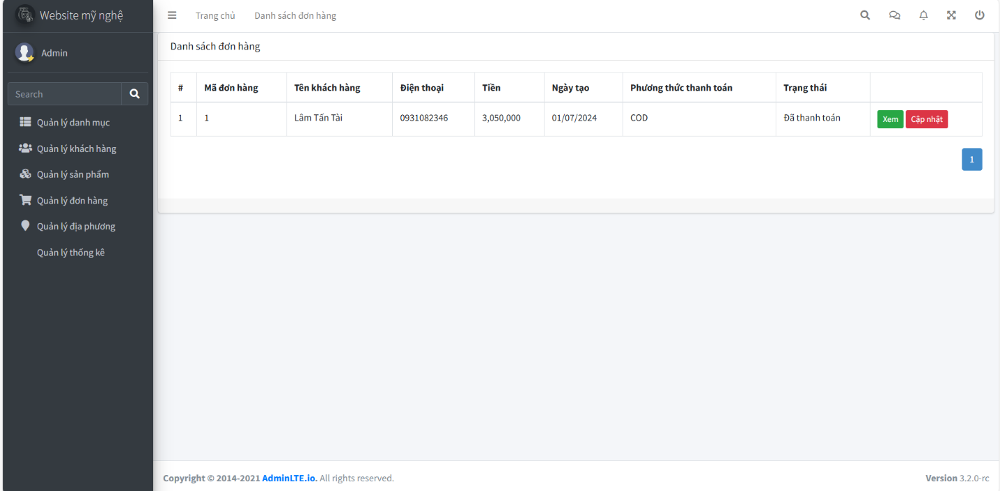 Website mỹ nghệ
Trang chủ Danh sách đơn hàng
Admin
Search
Quản lý danh mục
Quản lý khách hàng
Quản lý sản phẩm
Quản lý đơn hàng
Quản lý địa phương
Quản lý thống kê
Danh sách đơn hàng
# Mã đơn hàng Tên khách hàng Điện thoại Tiền Ngày tạo Phương thức thanh toán Trạng thái
1 1 Lâm Tấn Tài 0931082346 3,050,000 01/07/2024 COD Đã thanh toán Xem Cập nhật
1
Copyright © 2014-2021 AdminLTE.io. All rights reserved. Version 3.2.0-rc